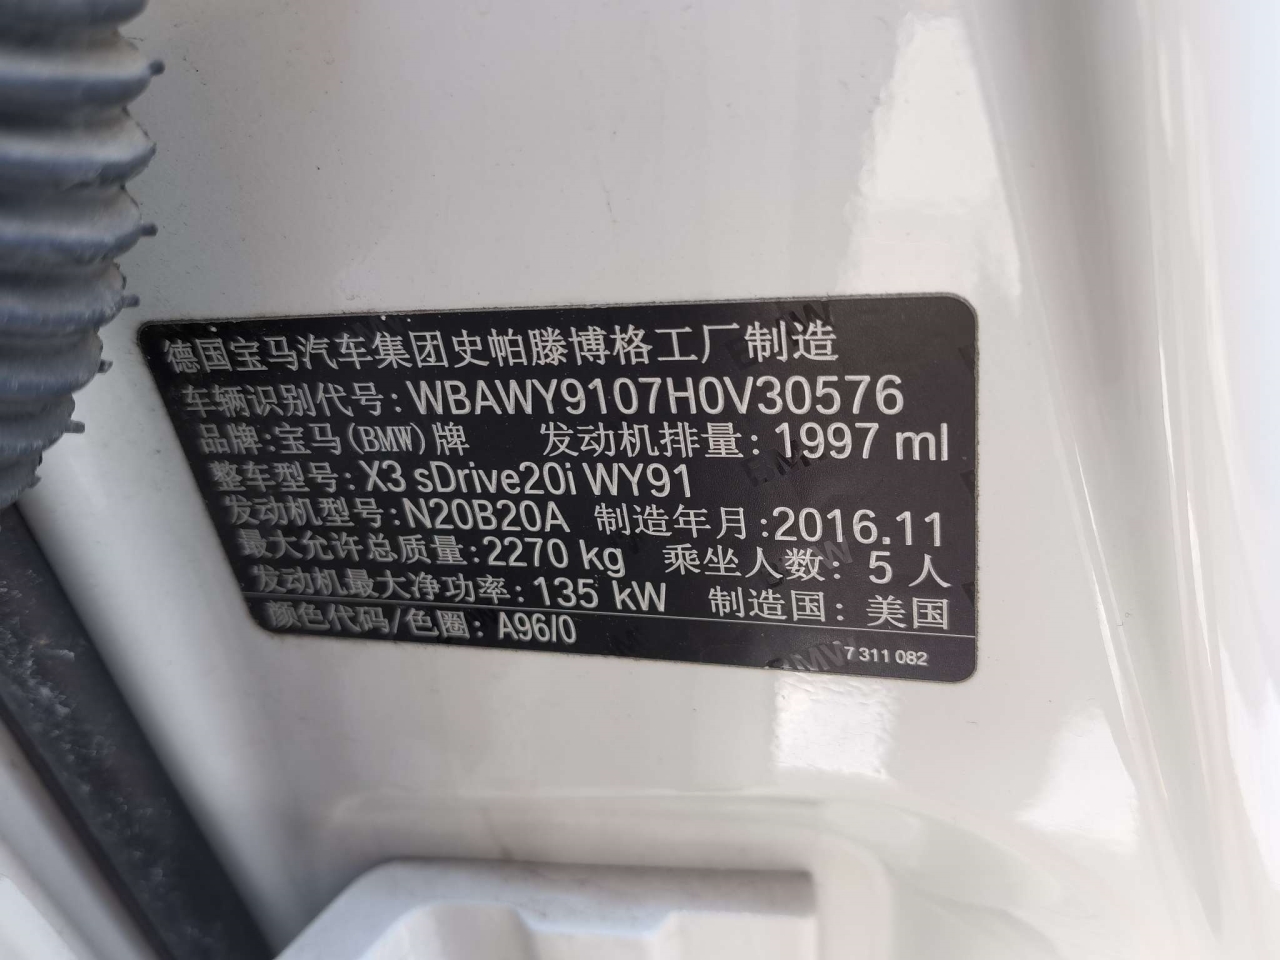 德国宝马汽车集团史帕滕博格工厂制造
车辆识别代号: WBAWY9107H0V30576
品牌: 宝马(BMW)牌 发动机排量: 1997 ml
整车型号: X3 sDrive20i WY91
发动机型号: N20B20A 制造年月: 2016.11
最大允许总质量: 2270 kg 乘坐人数: 5 人
发动机最大净功率: 135 kW 制造国: 美国
颜色代码/色圈: A96/0
7 311 082